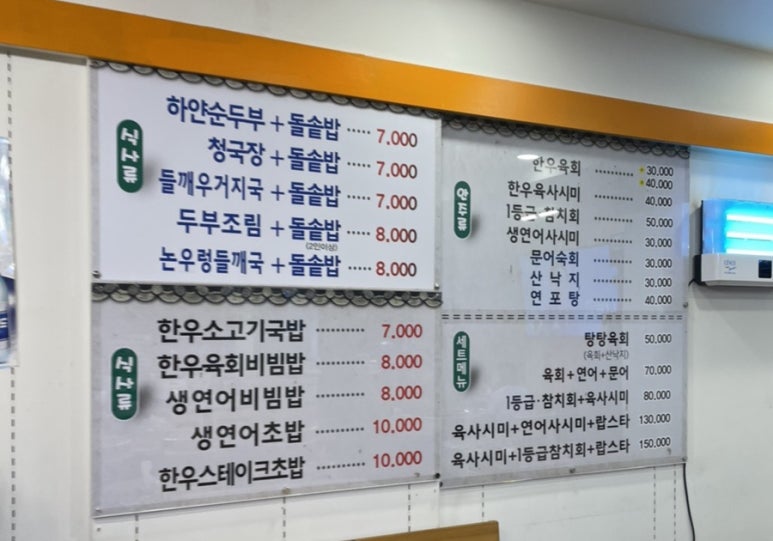 식사류
하얀순두부 + 돌솥밥 ····· 7.000
청국장 + 돌솥밥 ····· 7.000
들깨우거지국 + 돌솥밥 ····· 7.000
두부조림 + 돌솥밥 ····· 8.000
(2인이상)
논우렁들깨국 + 돌솥밥 ····· 8.000
식사류
한우소고기국밥 ·········· 7.000
한우육회비빔밥 ·········· 8.000
생연어비빔밥 ·········· 8.000
생연어초밥 ·········· 10.000
한우스테이크초밥 ·········· 10.000
안주류
한우육회 ·········· 30,000
40,000
한우육사시미 ·········· 40,000
1등급·참치회 ·········· 50,000
생연어사시미 ·········· 30,000
문어숙회 ·········· 30,000
산낙지 ·········· 30,000
연포탕 ·········· 40,000
세트메뉴
탕탕육회 50,000
(육회+산낙지)
육회+연어+문어 70,000
1등급·참치회+육사시미 80,000
육사시미+연어사시미+랍스타 130,000
육사시미+1등급참치회+랍스타 150,000